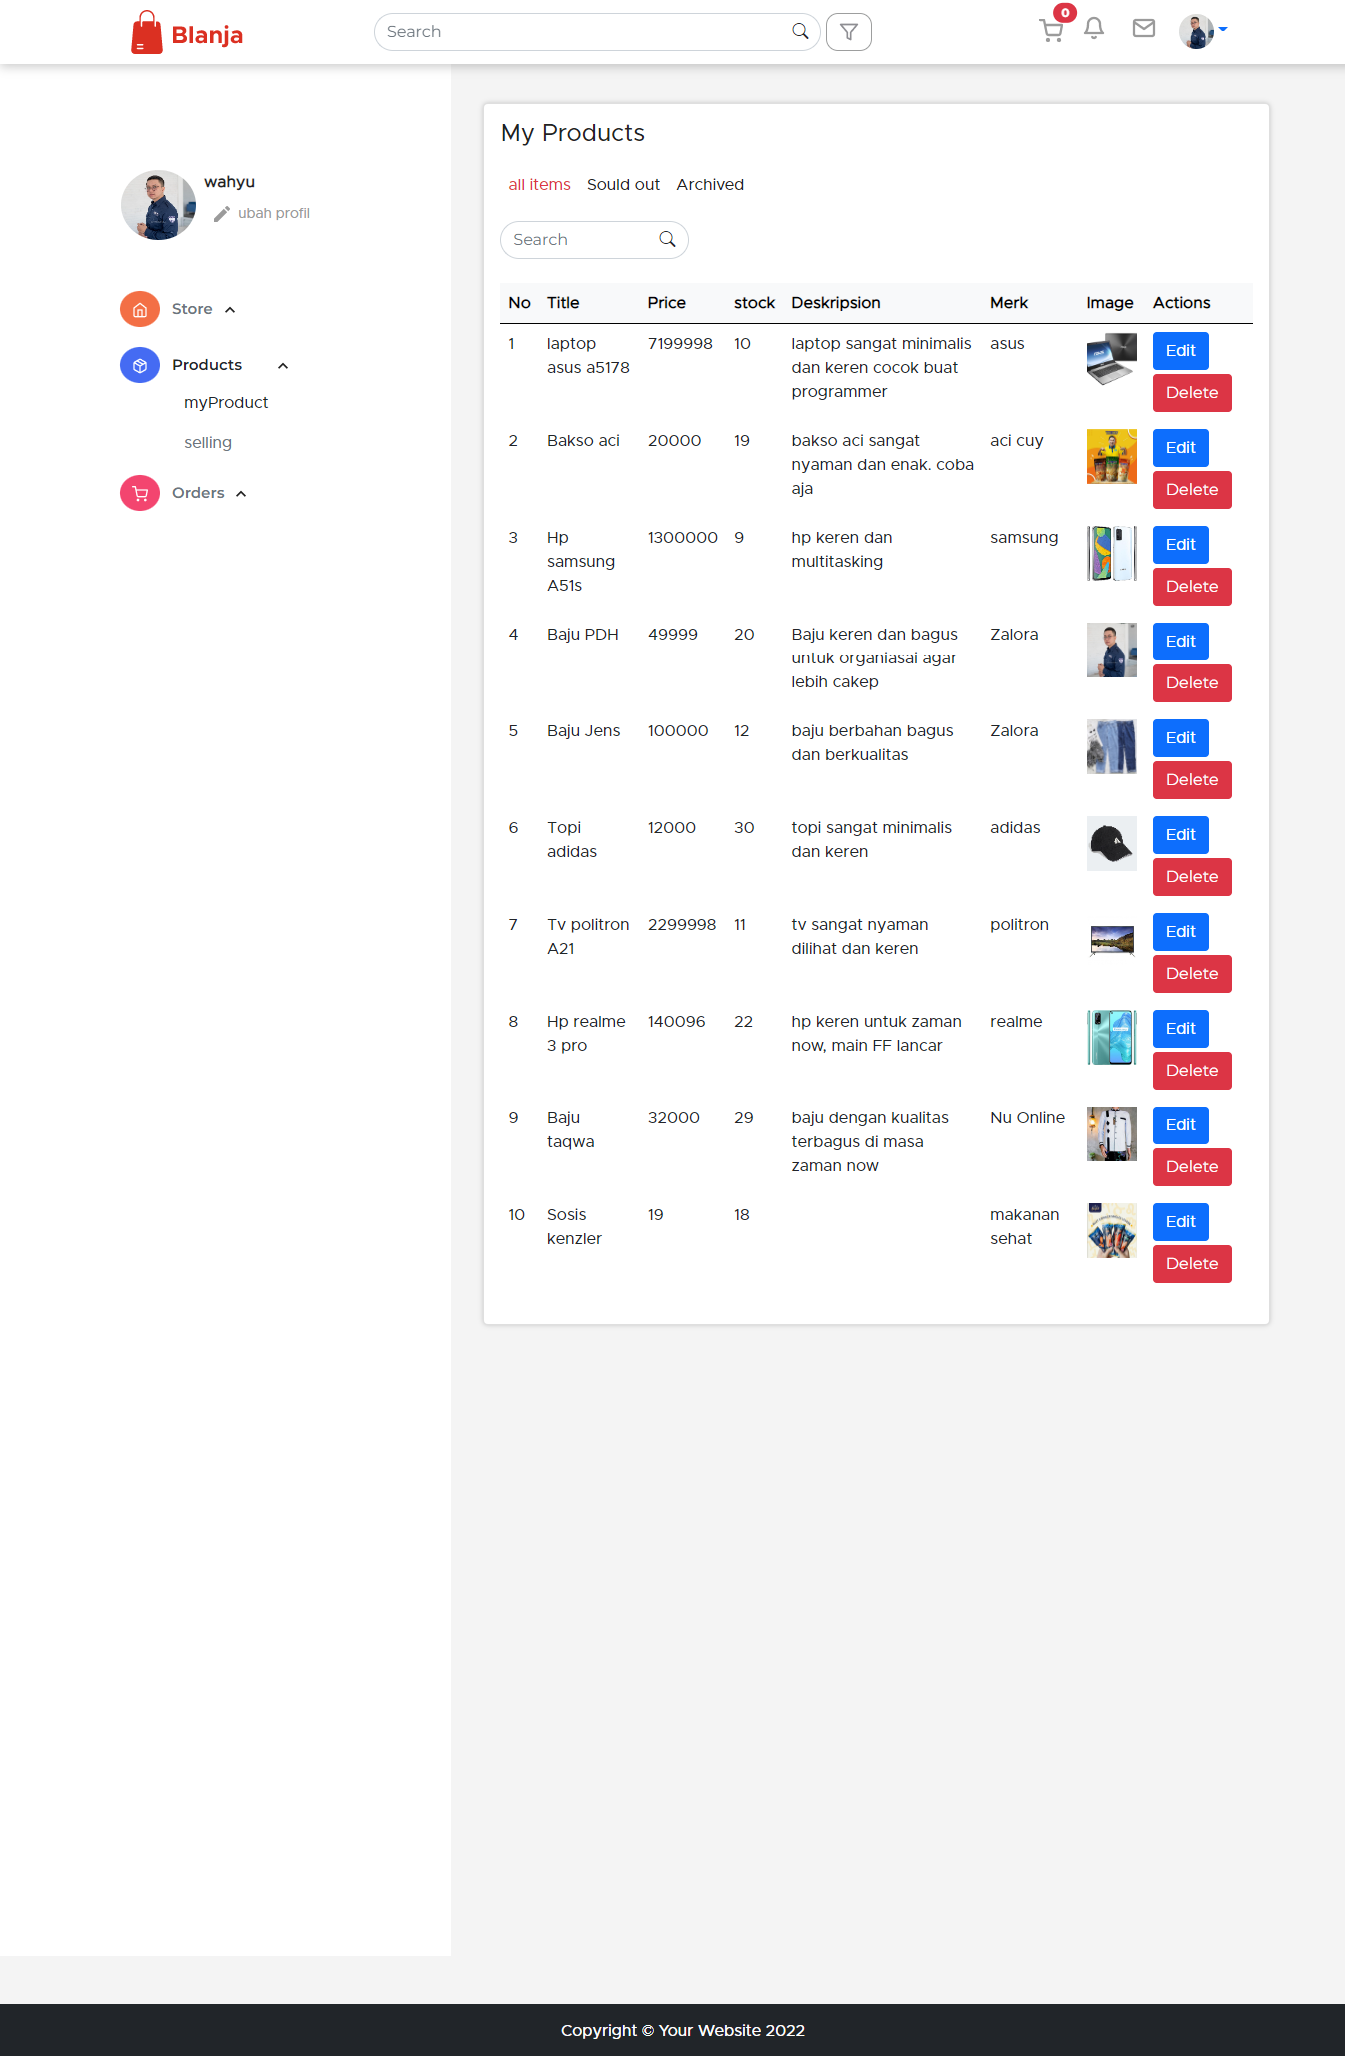 Blanja
Search
0
wahyu
ubah profil
Store
Products
myProduct
selling
Orders
My Products
all items Sould out Archived
Search
No Title Price stock Deskripsion Merk Image Actions
1 laptop 7199998 10 laptop sangat minimalis asus Edit
asus a5178 dan keren cocok buat
programmer Delete
2 Bakso aci 20000 19 bakso aci sangat aci cuy Edit
nyaman dan enak. coba
aja Delete
3 Hp 1300000 9 hp keren dan samsung Edit
samsung multitasking
A51s Delete
4 Baju PDH 49999 20 Baju keren dan bagus Zalora Edit
untuk organiasai agar
lebih cakep Delete
5 Baju Jens 100000 12 baju berbahan bagus Zalora Edit
dan berkualitas
Delete
6 Topi 12000 30 topi sangat minimalis adidas Edit
adidas dan keren
Delete
7 Tv politron 2299998 11 tv sangat nyaman politron Edit
A21 dilihat dan keren
Delete
8 Hp realme 140096 22 hp keren untuk zaman realme Edit
3 pro now, main FF lancar
Delete
9 Baju 32000 29 baju dengan kualitas Nu Online Edit
taqwa terbagus di masa
zaman now Delete
10 Sosis 19 18 makanan Edit
kenzler sehat
Delete
Copyright © Your Website 2022